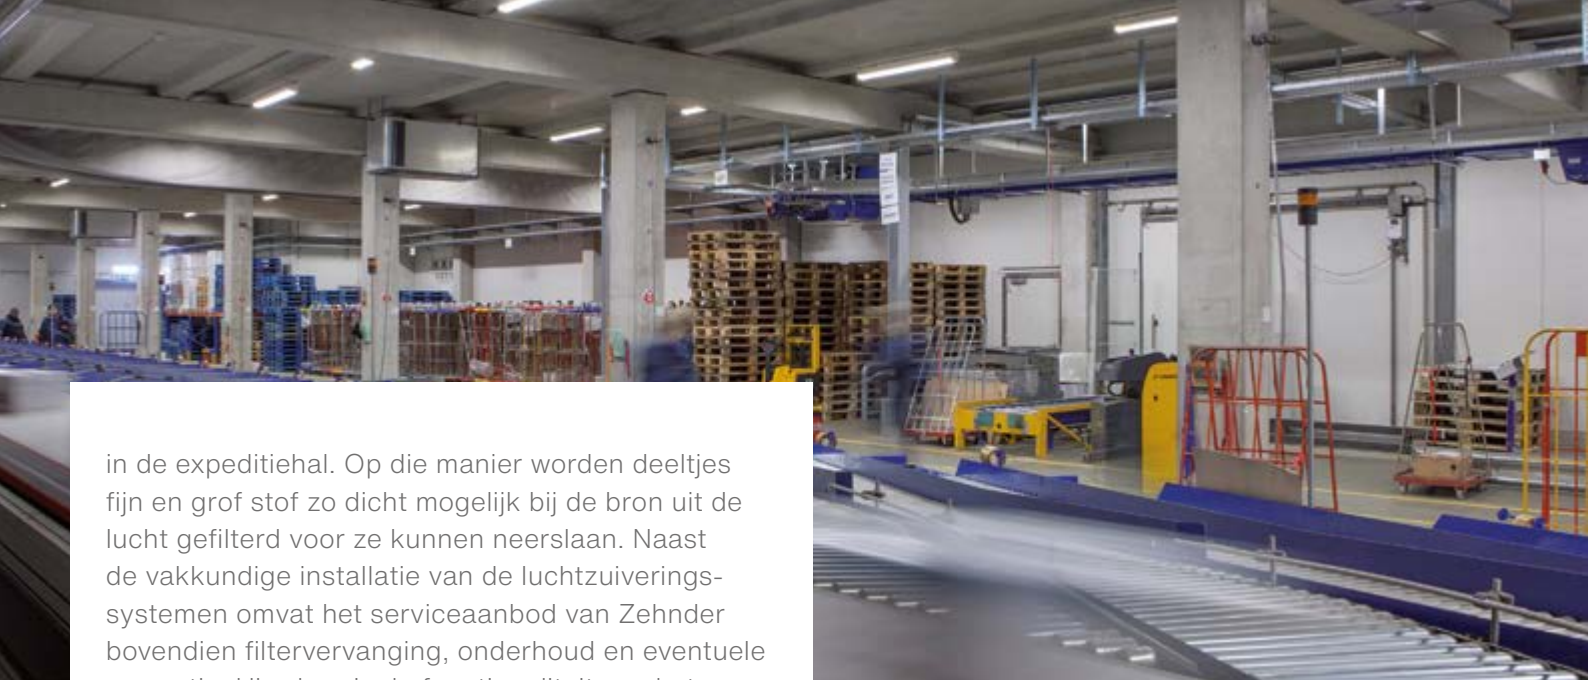 in de expeditiehal. Op die manier worden deeltjes
fijn en grof stof zo dicht mogelijk bij de bron uit de
lucht gefilterd voor ze kunnen neerslaan. Naast
de vakkundige installatie van de luchtzuiverings-
systemen omvat het serviceaanbod van Zehnder
bovendien filtervervanging, onderhoud en eventuele